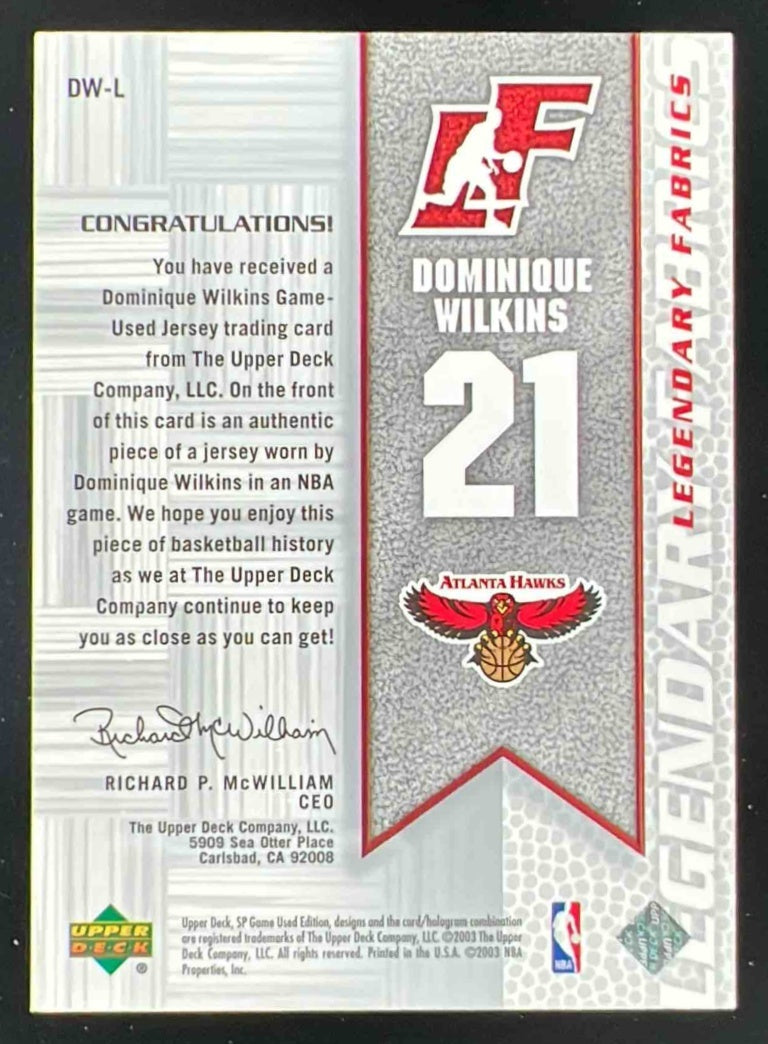 DW-L
CONGRATULATIONS!
You have received a
Dominique Wilkins Game-
Used Jersey trading card
from The Upper Deck
Company, LLC. On the front
of this card is an authentic
piece of a jersey worn by
Dominique Wilkins in an NBA
game. We hope you enjoy this
piece of basketball history
as we at The Upper Deck
Company continue to keep
you as close as you can get!
Richard McWilliam
RICHARD P. McWILLIAM
CEO
The Upper Deck Company, LLC.
5909 Sea Otter Place
Carlsbad, CA 92008
LF
DOMINIQUE
WILKINS
21
ATLANTA HAWKS
LEGENDARY FABRICS
LEGENDARY FABRICS
UPPER
DECK
®
Upper Deck, SP Game Used Edition, designs and the card/hologram combination
are registered trademarks of The Upper Deck Company, LLC. ©2003 The Upper
Deck Company, LLC. All rights reserved. Printed in the U.S.A. ©2003 NBA
Properties, Inc.
NBA